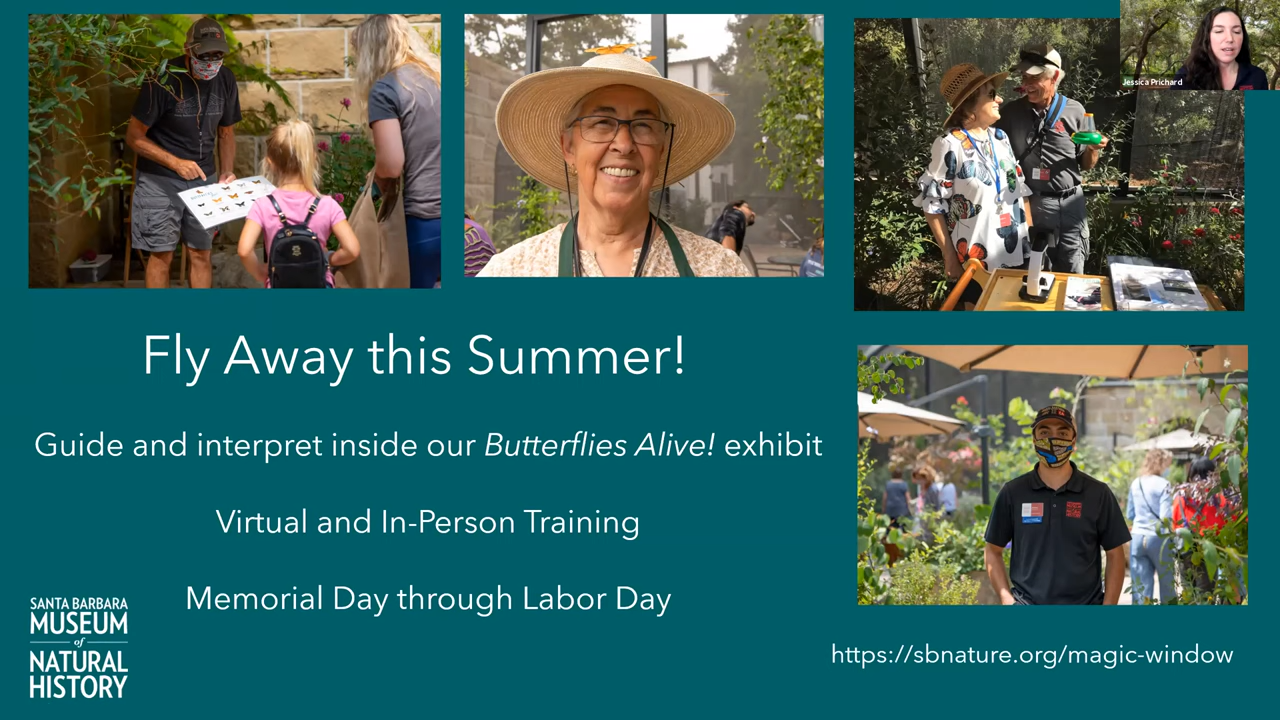 Jessica Prichard
Fly Away this Summer!
Guide and interpret inside our Butterflies Alive! exhibit
Virtual and In-Person Training
Memorial Day through Labor Day
SANTA BARBARA
MUSEUM
of
NATURAL
HISTORY
https://sbnature.org/magic-window